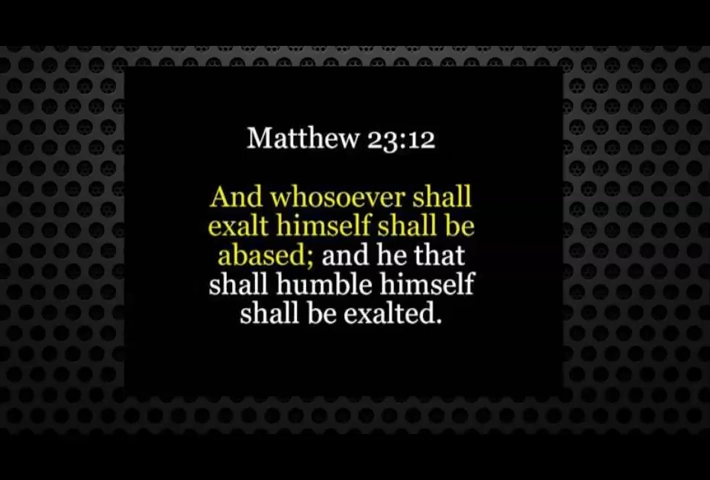 Matthew 23:12
And whosoever shall
exalt himself shall be
abased; and he that
shall humble himself
shall be exalted.